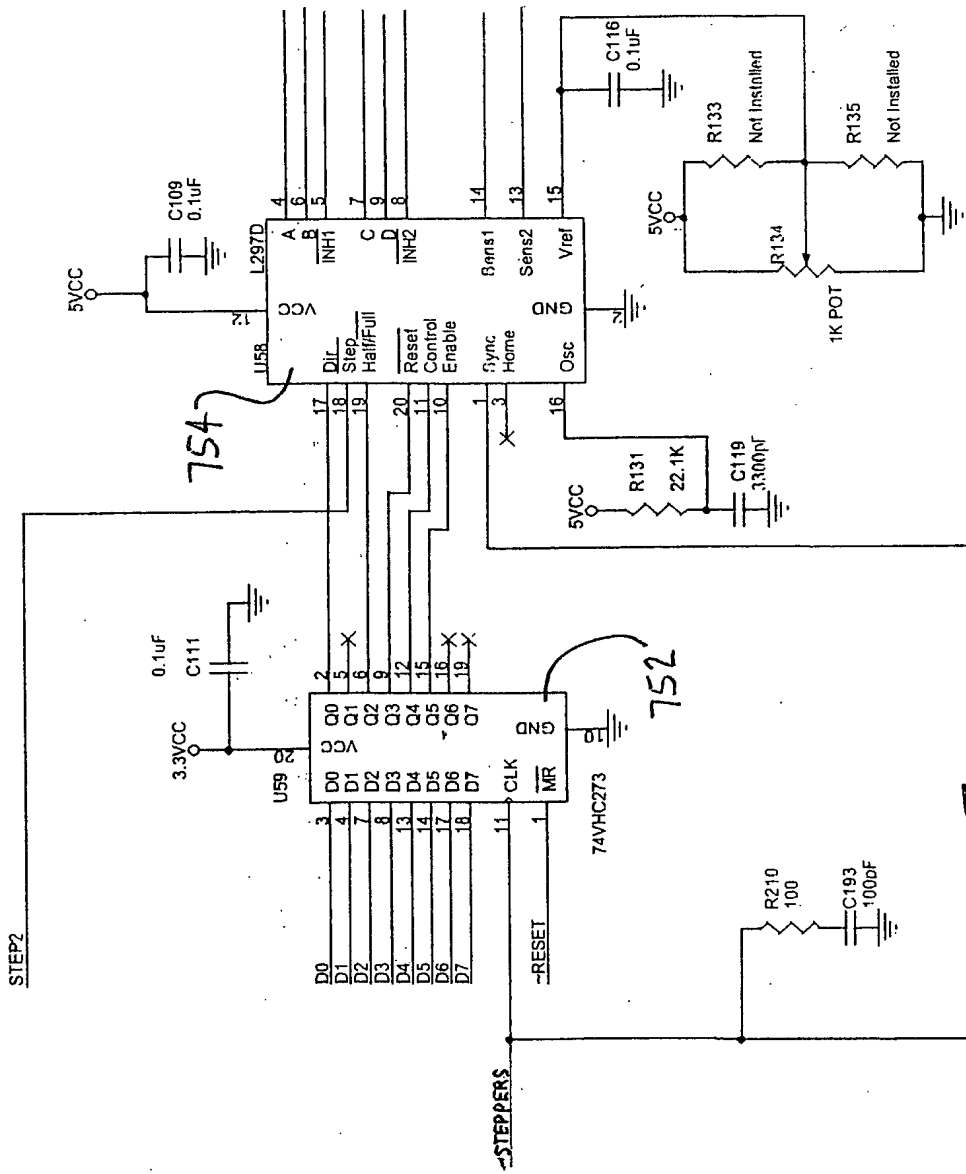 STEP2
3.3VCC
0.1uF
C111
20
U59
VCC
D0
D1
D2
D3
D4
D5
D6
D7
3
4
7
8
13
14
17
18
D0
D1
D2
D3
D4
D5
D6
D7
Q0
Q1
Q2
Q3
Q4
Q5
Q6
Q7
2
5
6
9
12
15
16
19
11
CLK
~RESET
1
MR
GND
10
74VHC273
752
~STEPPERS
R210
100
C193
100pF
5VCC
C109
0.1uF
12
U58
L297D
VCC
754
17
18
19
20
11
10
1
3
16
Dir
Step
Half/Full
Reset
Control
Enable
Sync
Home
Osc
A
B
INH1
C
D
INH2
Sens1
Sens2
Vref
GND
2
4
6
5
7
9
8
14
13
15
5VCC
R131
22.1K
C119
3300pF
C116
0.1uF
5VCC
R133
Not Installed
R134
1K POT
R135
Not Installed